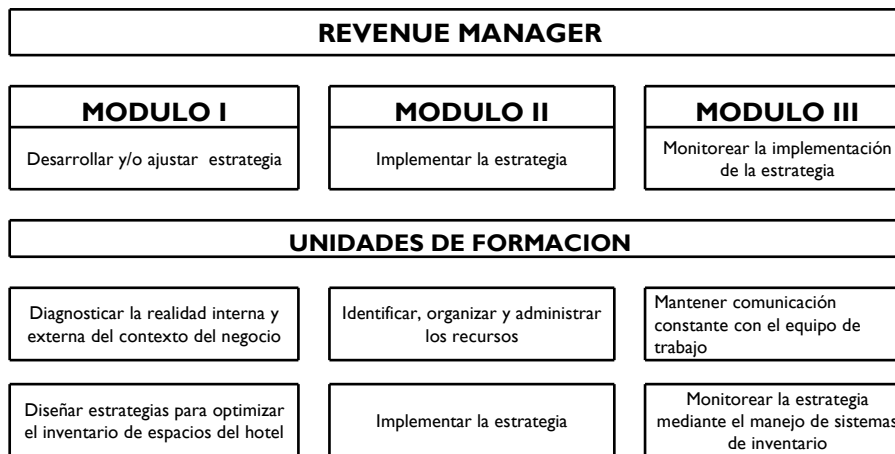 REVENUE MANAGER
MODULO I
Desarrollar y/o ajustar estrategia
MODULO II
Implementar la estrategia
MODULO III
Monitorear la implementación
de la estrategia
UNIDADES DE FORMACION
Diagnosticar la realidad interna y
externa del contexto del negocio
Identificar, organizar y administrar
los recursos
Mantener comunicación
constante con el equipo de
trabajo
Diseñar estrategias para optimizar
el inventario de espacios del hotel
Implementar la estrategia
Monitorear la estrategia
mediante el manejo de sistemas
de inventario